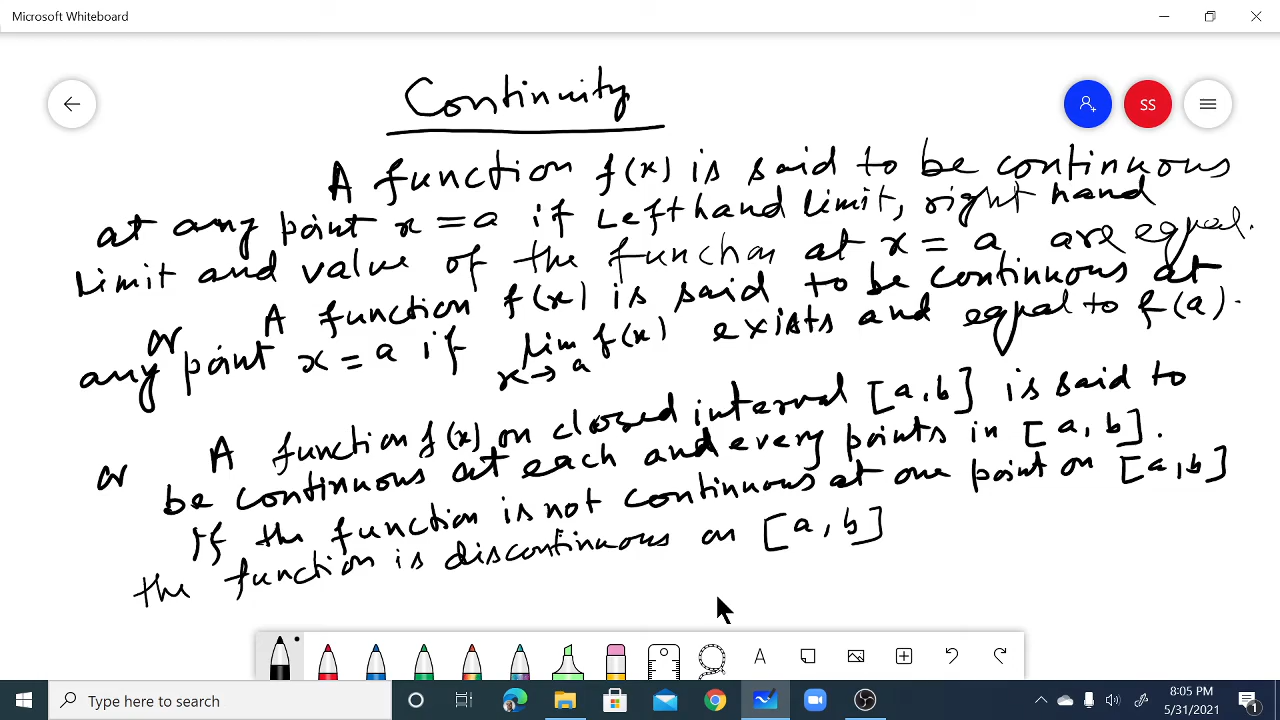 Microsoft Whiteboard
Continuity
SS
A function f(x) is said to be continuous
at any point x = a if Left hand limit, right hand
limit and value of the function at x = a are equal.
or A function f(x) is said to be continuous at
any point x = a if lim x→a f(x) exists and equal to f(a).
or A function f(x) on closed interval [a,b] is said to
be continuous at each and every points in [a,b].
If the function is not continuous at one point on [a,b]
the function is discontinuous on [a,b]
A
Type here to search
8:05 PM
5/31/2021
1